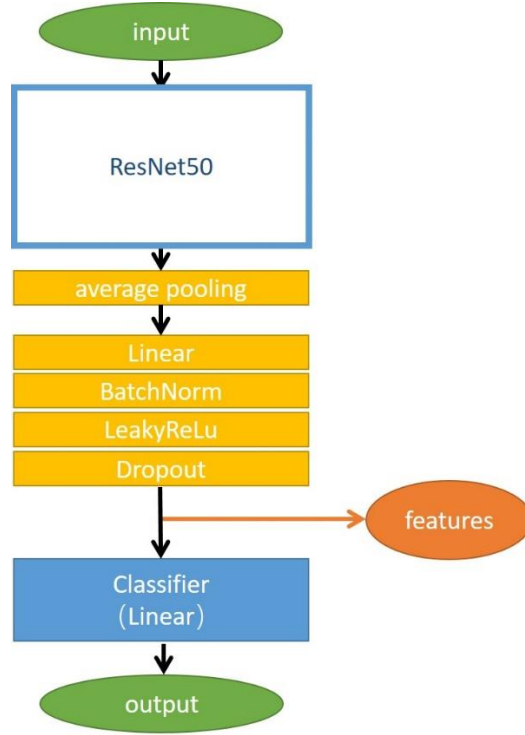 input
ResNet50
average pooling
Linear
BatchNorm
LeakyReLu
Dropout
features
Classifier
(Linear)
output